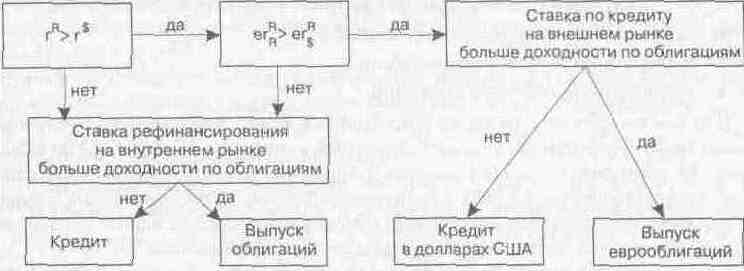 r^R > r^$
да
er^R_R > er^R_$
да
Ставка по кредиту
на внешнем рынке
больше доходности по облигациям
нет
нет
Ставка рефинансирования
на внутреннем рынке
больше доходности по облигациям
нет
да
нет
да
Кредит
Выпуск
облигаций
Кредит
в долларах США
Выпуск
еврооблигаций